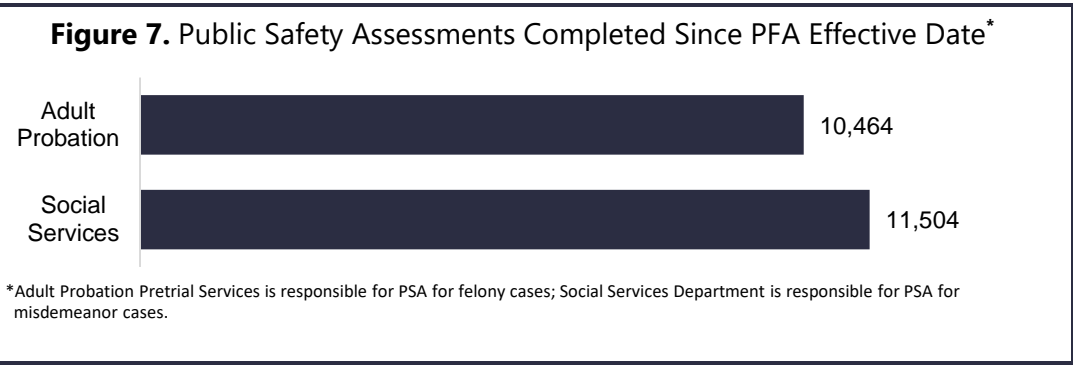 Figure 7. Public Safety Assessments Completed Since PFA Effective Date*
Adult
Probation
10,464
Social
Services
11,504
*Adult Probation Pretrial Services is responsible for PSA for felony cases; Social Services Department is responsible for PSA for
misdemeanor cases.